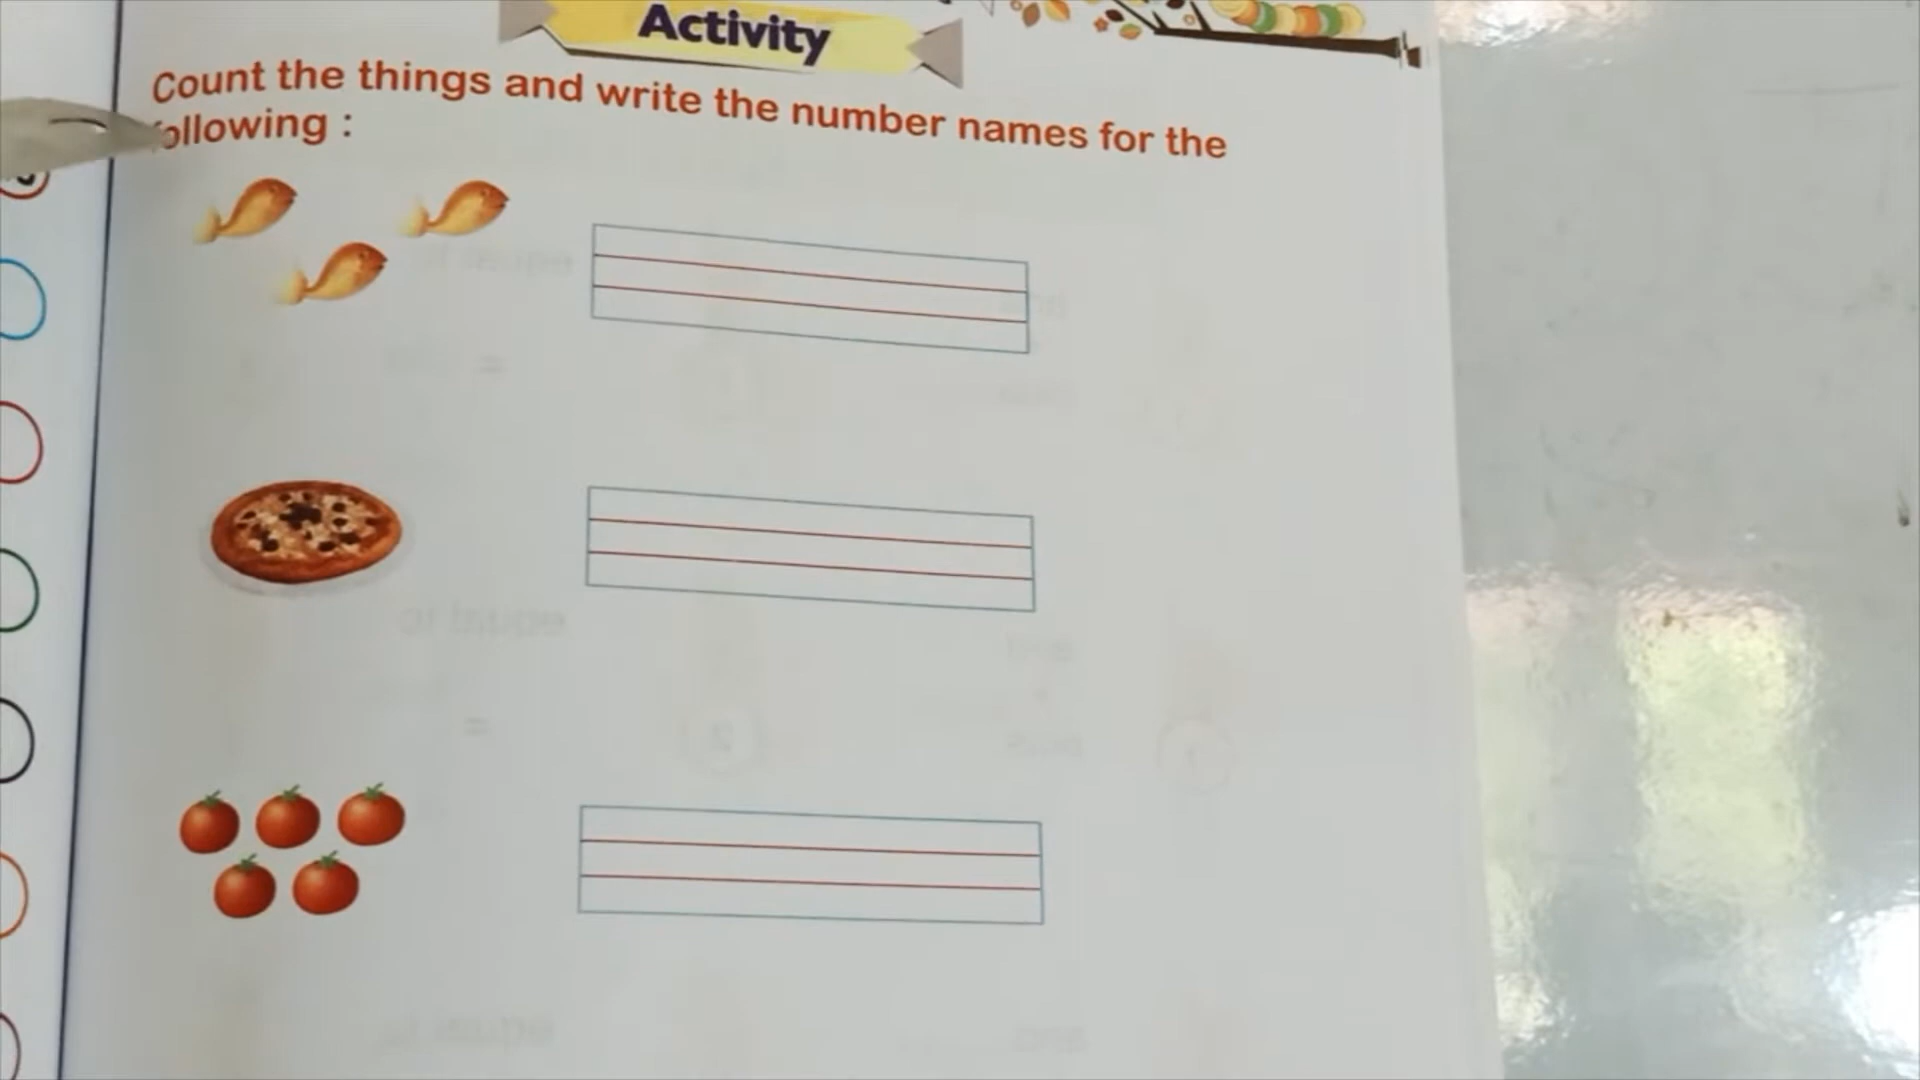 Activity
Count the things and write the number names for the
ollowing :